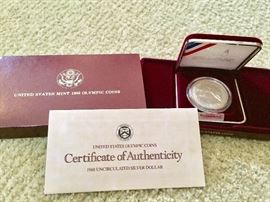 UNITED STATES MINT 1988 OLYMPIC COINS
UNITED STATES OLYMPIC COINS
Certificate of Authenticity
1988 UNCIRCULATED SILVER DOLLAR